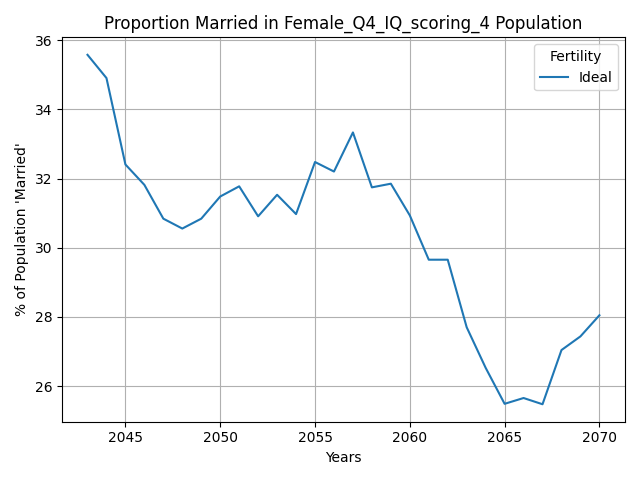 Proportion Married in Female_Q4_IQ_scoring_4 Population
Fertility
Ideal
% of Population 'Married'
36
34
32
30
28
26
2045
2050
2055
2060
2065
2070
Years